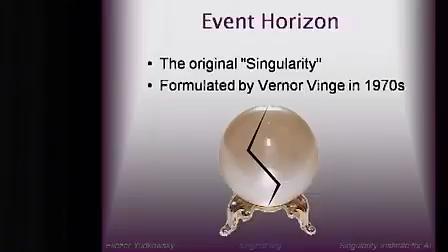 Event Horizon
• The original "Singularity"
• Formulated by Vernor Vinge in 1970s
Eliezer Yudkowsky
Singularity Institute for AI